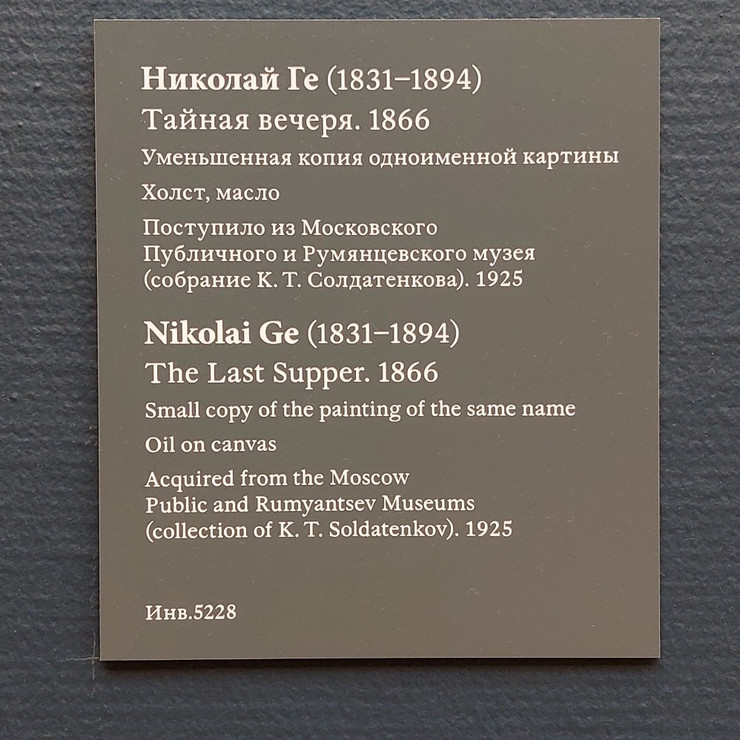 Николай Ге (1831–1894)
Тайная вечеря. 1866
Уменьшенная копия одноименной картины
Холст, масло
Поступило из Московского
Публичного и Румянцевского музея
(собрание К. Т. Солдатенкова). 1925
Nikolai Ge (1831–1894)
The Last Supper. 1866
Small copy of the painting of the same name
Oil on canvas
Acquired from the Moscow
Public and Rumyantsev Museums
(collection of K. T. Soldatenkov). 1925
Инв.5228